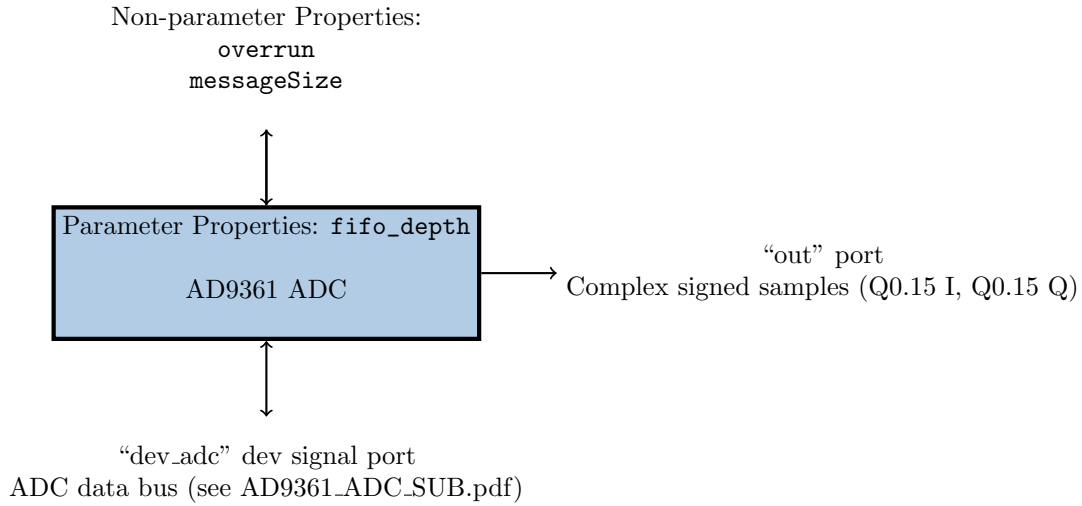 Non-parameter Properties:
overrun
messageSize
Parameter Properties: fifo_depth
AD9361 ADC
“out” port
Complex signed samples (Q0.15 I, Q0.15 Q)
“dev_adc” dev signal port
ADC data bus (see AD9361_ADC_SUB.pdf)